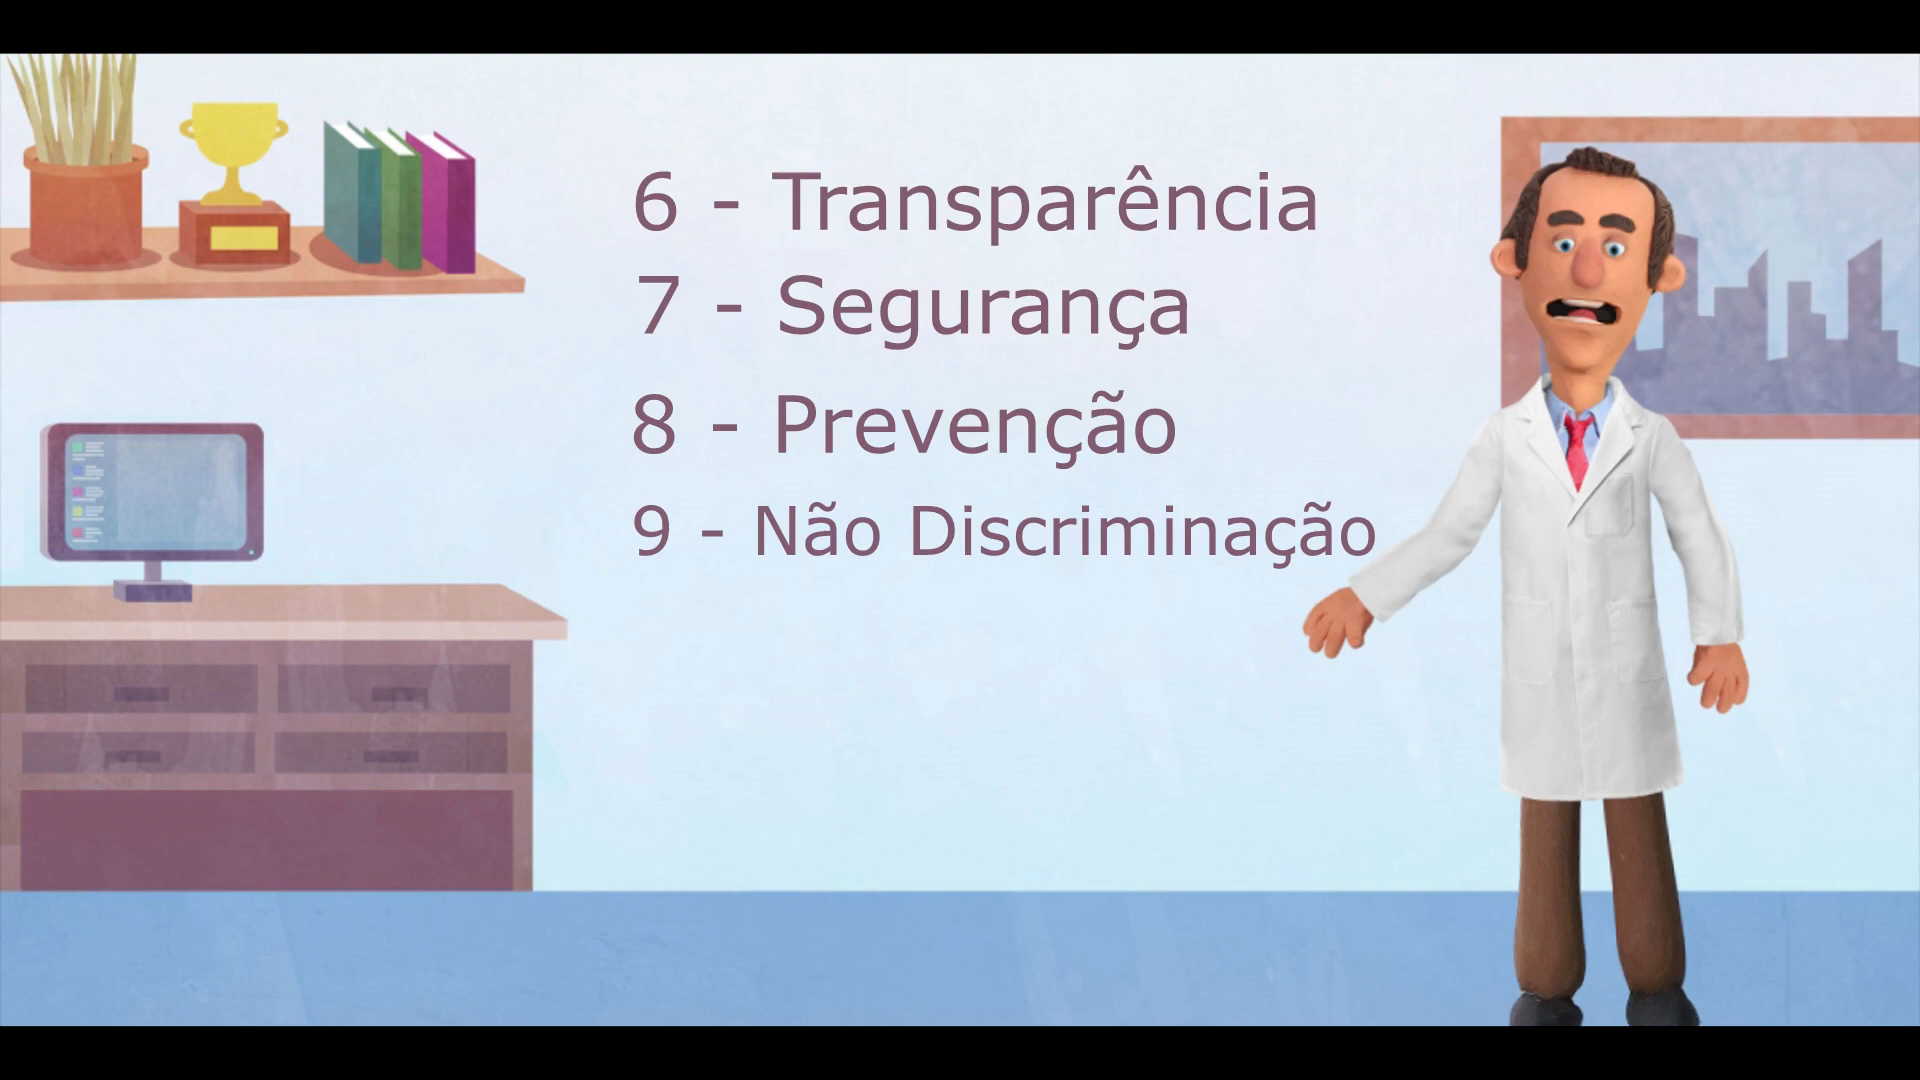 6 - Transparência
7 - Segurança
8 - Prevenção
9 - Não Discriminação